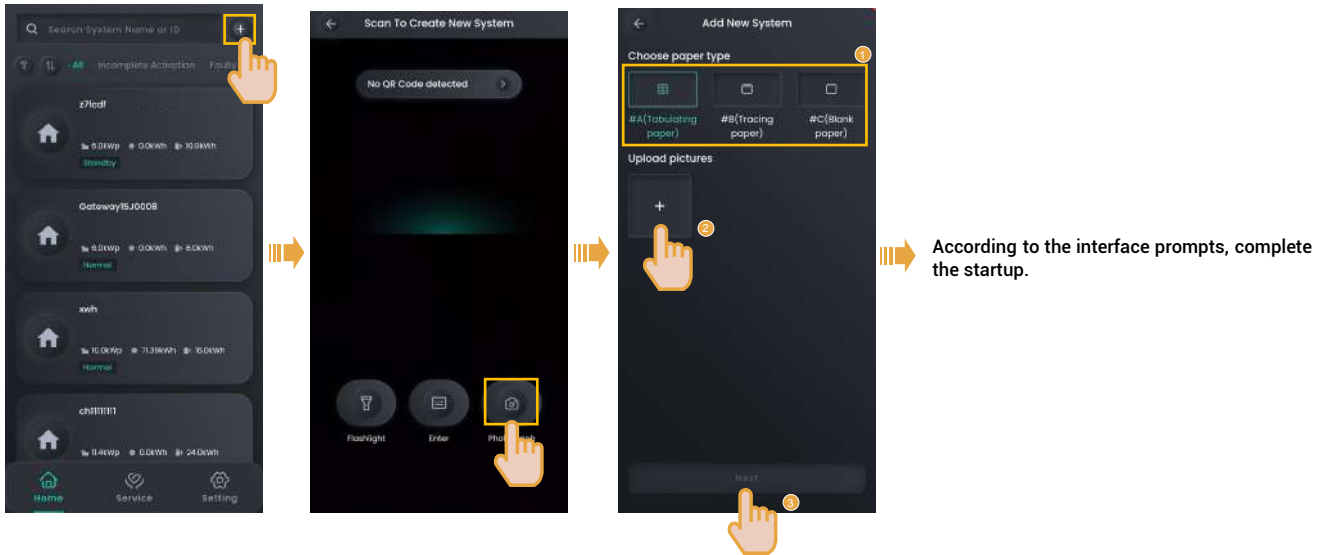 Search System Name or ID
All Incomplete Activation Faulty
z7fedf
6.0kWp 0.0kWh 10.0kWh
Standby
Gateway15J0008
6.0kWp 0.0kWh 8.0kWh
Normal
xwh
10.0kWp 71.39kWh 16.0kWh
Normal
11.4kWp 0.0kWh 24.0kWh
Home Service Setting
Scan To Create New System
No QR Code detected
Flashlight Enter
Add New System
Choose paper type
1
#A(Tabulating paper)
#B(Tracing paper)
#C(Blank paper)
Upload pictures
+
2
Next
3
According to the interface prompts, complete
the startup.